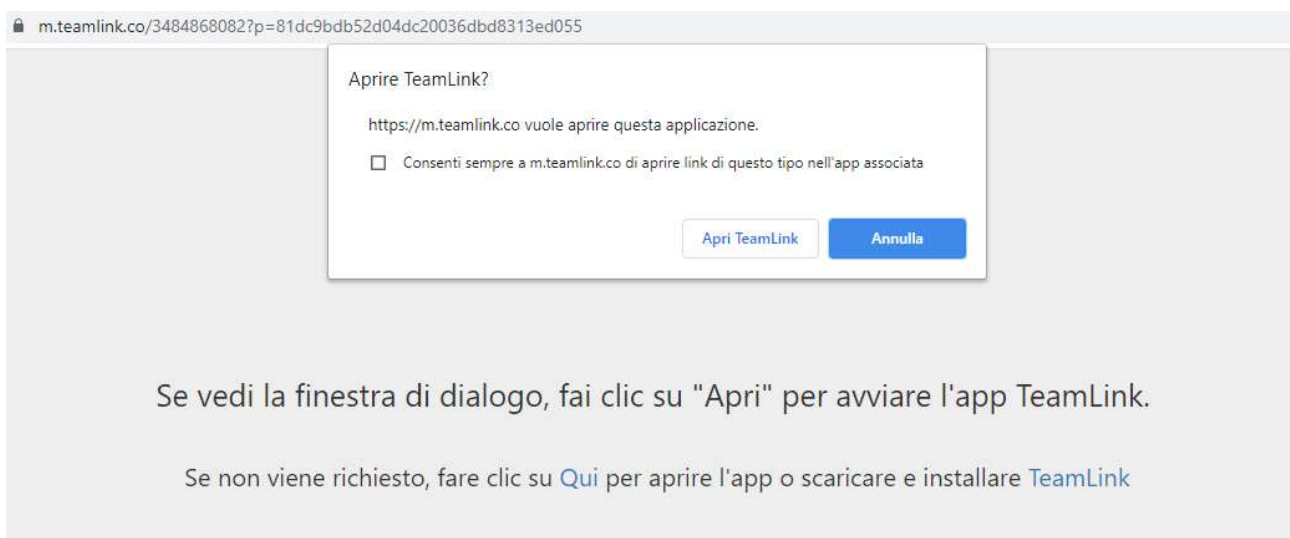 m.teamlink.co/3484868082?p=81dc9bdb52d04dc20036dbd8313ed055
Aprire TeamLink?
https://m.teamlink.co vuole aprire questa applicazione.
Consenti sempre a m.teamlink.co di aprire link di questo tipo nell'app associata
Apri TeamLink Annulla
Se vedi la finestra di dialogo, fai clic su "Apri" per avviare l'app TeamLink.
Se non viene richiesto, fare clic su Qui per aprire l'app o scaricare e installare TeamLink